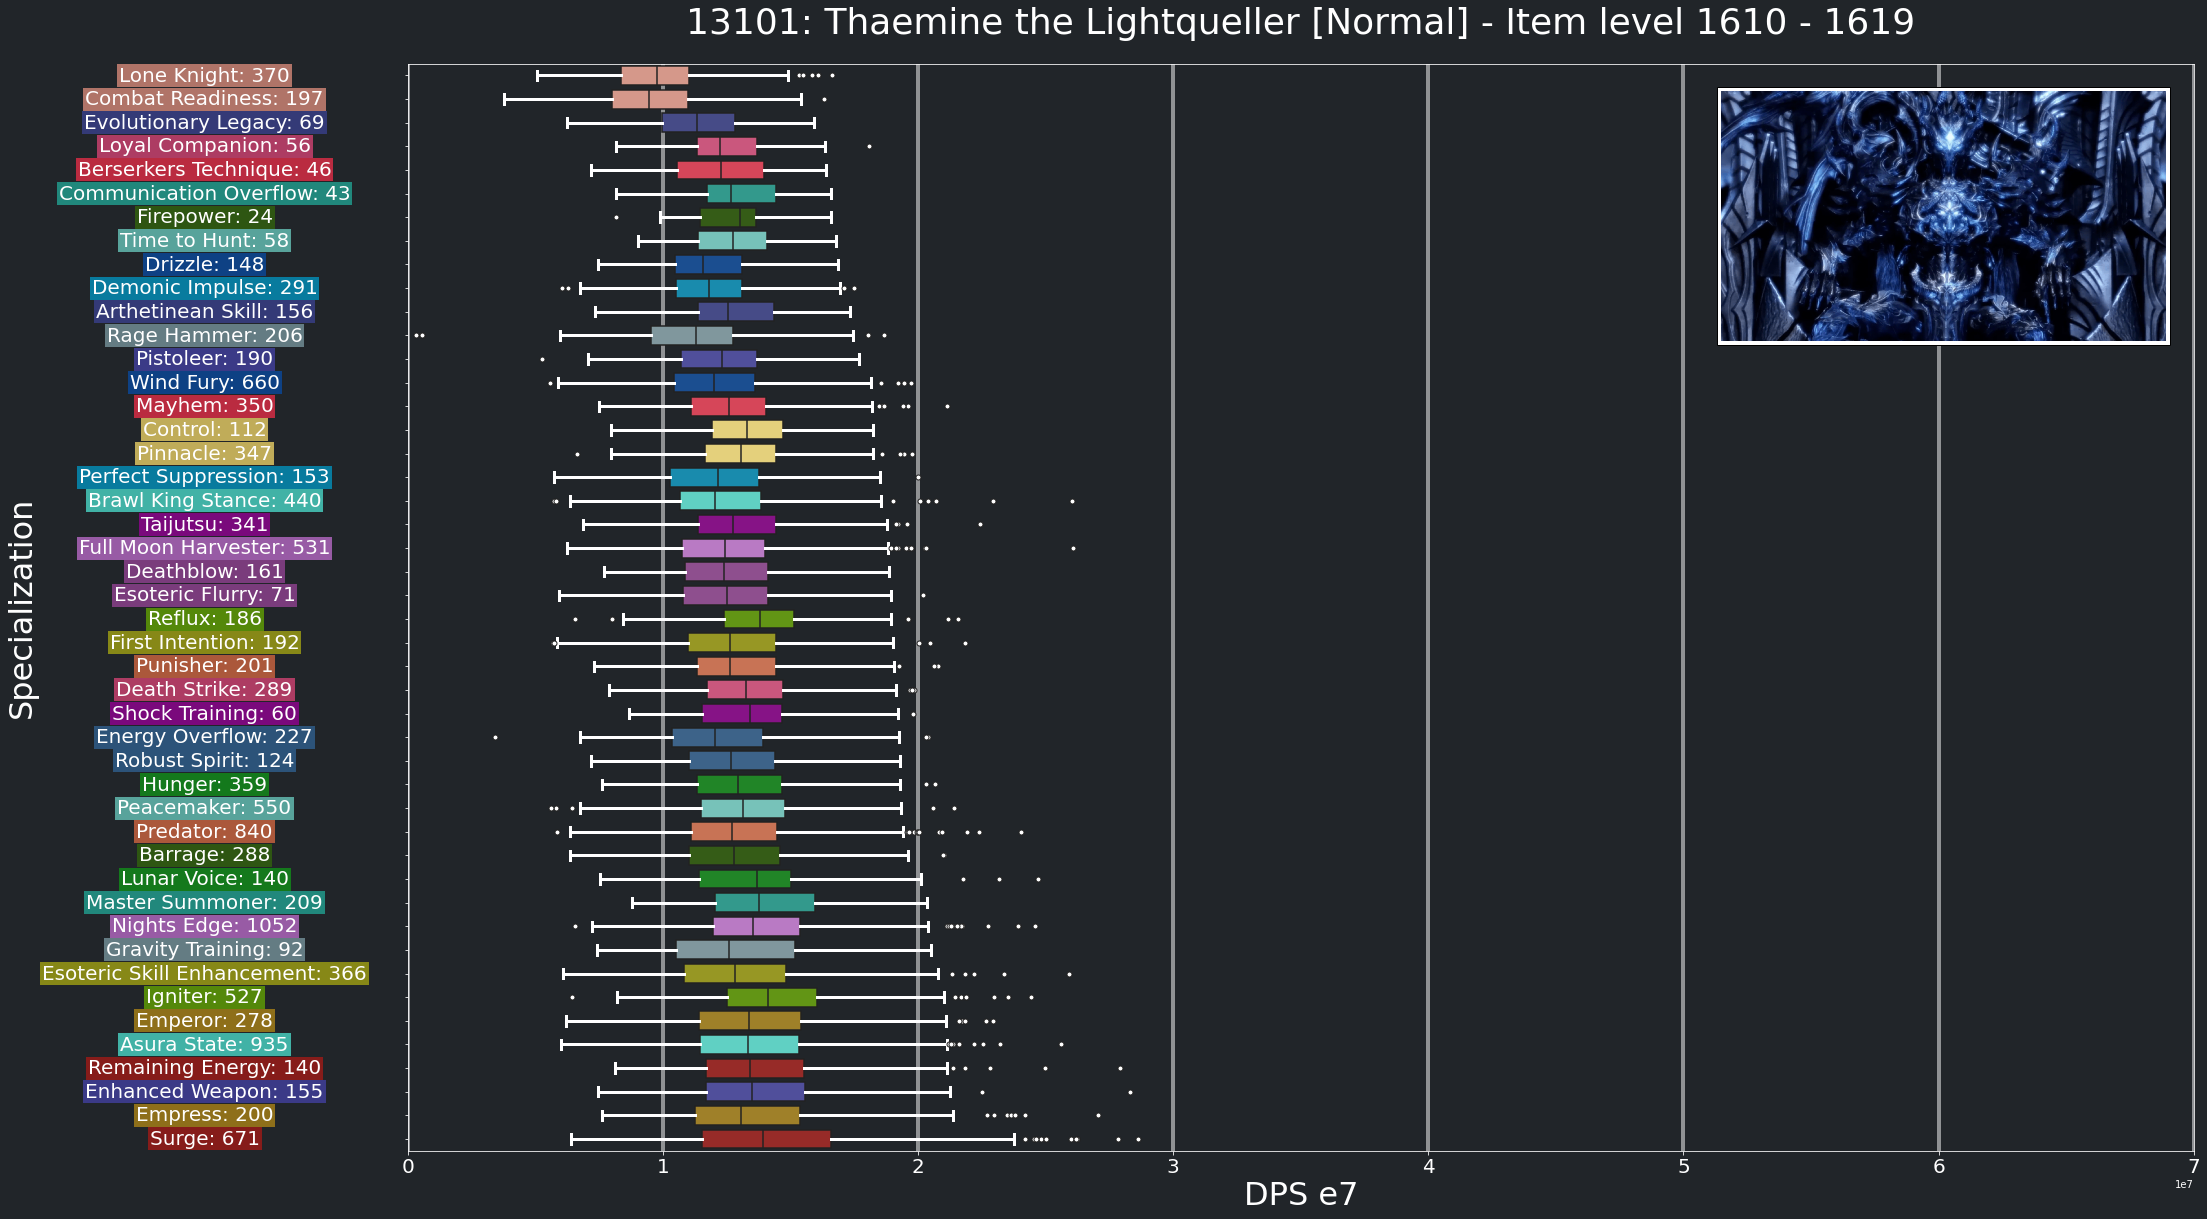 13101: Thaemine the Lightqueller [Normal] - Item level 1610 - 1619
Specialization
Lone Knight: 370
Combat Readiness: 197
Evolutionary Legacy: 69
Loyal Companion: 56
Berserkers Technique: 46
Communication Overflow: 43
Firepower: 24
Time to Hunt: 58
Drizzle: 148
Demonic Impulse: 291
Arthetinean Skill: 156
Rage Hammer: 206
Pistoleer: 190
Wind Fury: 660
Mayhem: 350
Control: 112
Pinnacle: 347
Perfect Suppression: 153
Brawl King Stance: 440
Taijutsu: 341
Full Moon Harvester: 531
Deathblow: 161
Esoteric Flurry: 71
Reflux: 186
First Intention: 192
Punisher: 201
Death Strike: 289
Shock Training: 60
Energy Overflow: 227
Robust Spirit: 124
Hunger: 359
Peacemaker: 550
Predator: 840
Barrage: 288
Lunar Voice: 140
Master Summoner: 209
Nights Edge: 1052
Gravity Training: 92
Esoteric Skill Enhancement: 366
Igniter: 527
Emperor: 278
Asura State: 935
Remaining Energy: 140
Enhanced Weapon: 155
Empress: 200
Surge: 671
0 1 2 3 4 5 6 7
1e7
DPS e7